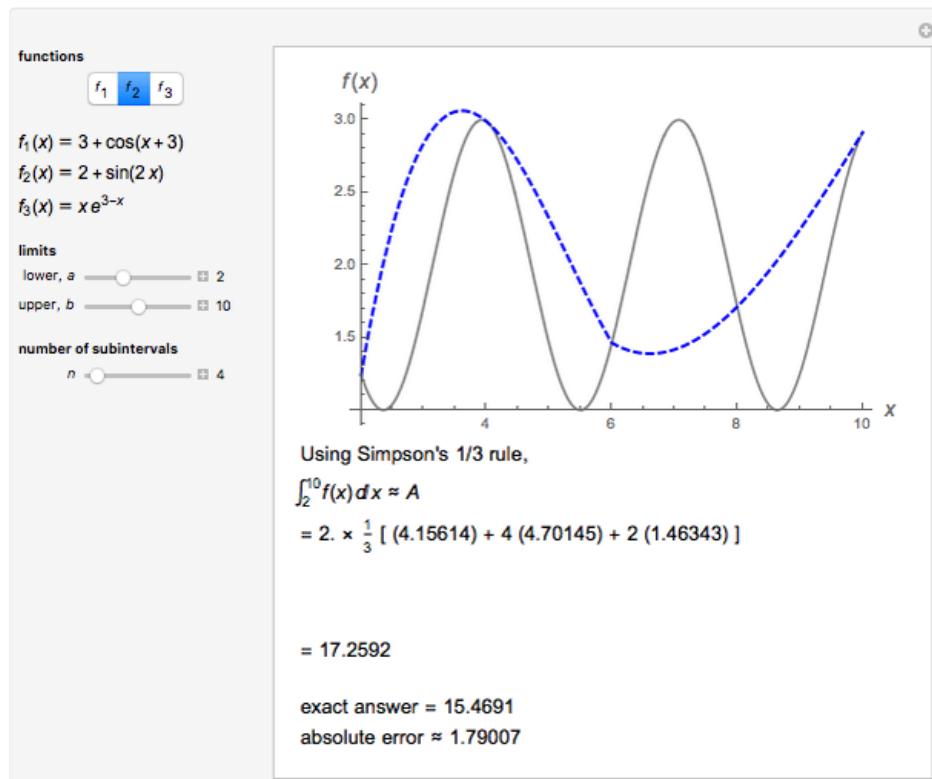 functions
f₁ f₂ f₃
f₁(x) = 3 + cos(x + 3)
f₂(x) = 2 + sin(2 x)
f₃(x) = x e^(3−x)
limits
lower, a 2
upper, b 10
number of subintervals
n 4
f(x)
3.0
2.5
2.0
1.5
4 6 8 10 x
Using Simpson's 1/3 rule,
∫₂¹⁰ f(x) dx ≈ A
= 2. × 1/3 [ (4.15614) + 4 (4.70145) + 2 (1.46343) ]
= 17.2592
exact answer = 15.4691
absolute error ≈ 1.79007